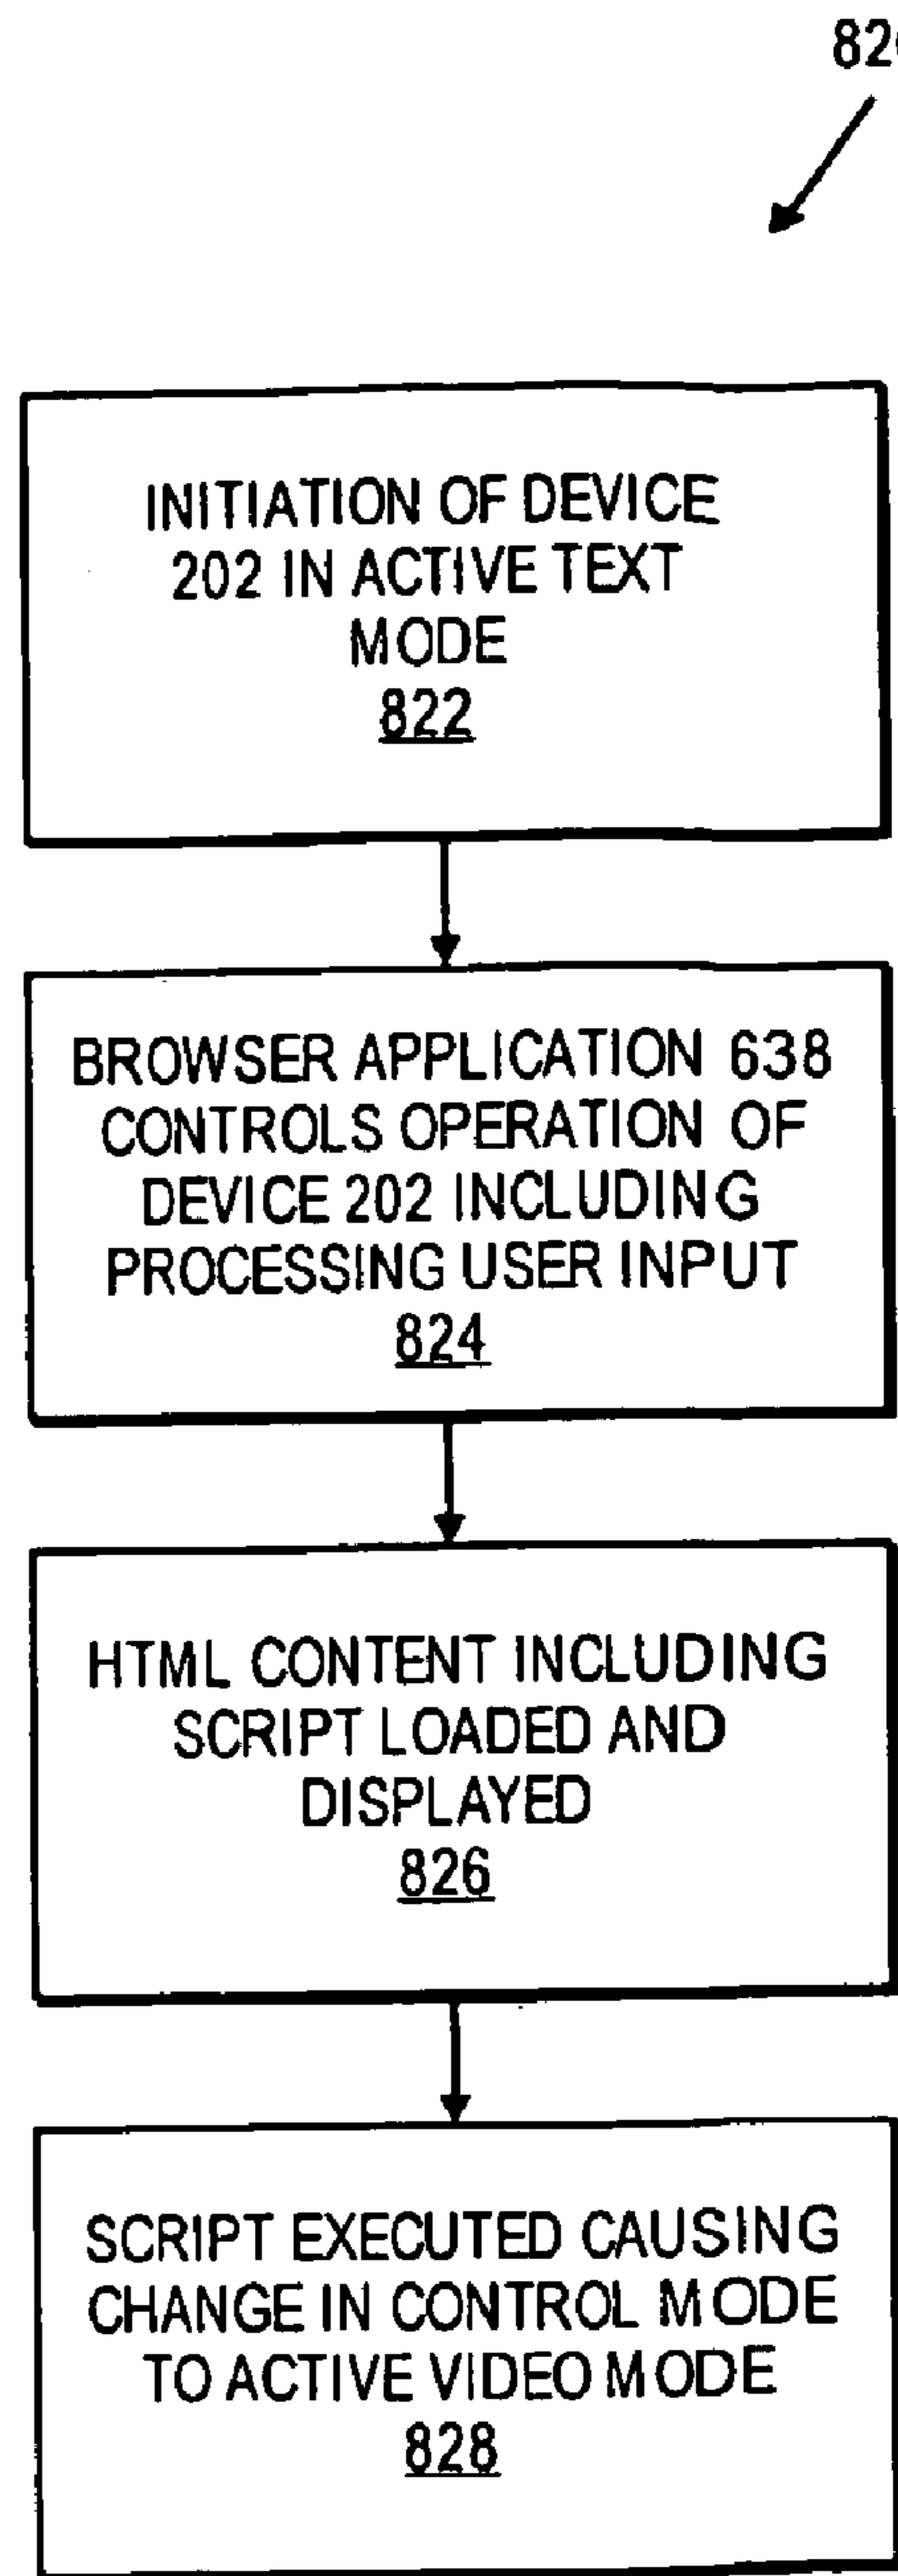 820
INITIATION OF DEVICE
202 IN ACTIVE TEXT
MODE
822
BROWSER APPLICATION 638
CONTROLS OPERATION OF
DEVICE 202 INCLUDING
PROCESSING USER INPUT
824
HTML CONTENT INCLUDING
SCRIPT LOADED AND
DISPLAYED
826
SCRIPT EXECUTED CAUSING
CHANGE IN CONTROL MODE
TO ACTIVE VIDEO MODE
828